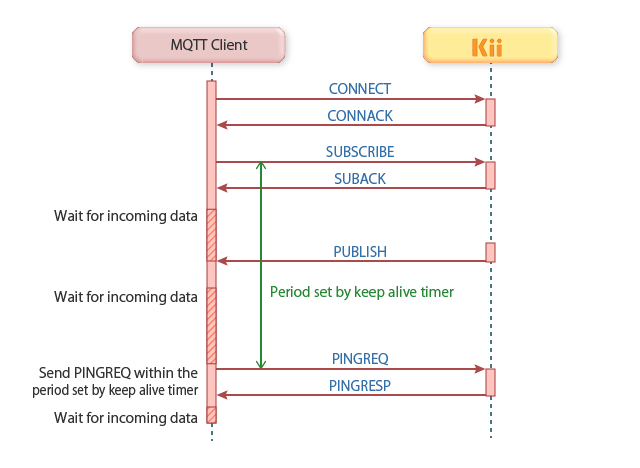 MQTT Client
Kii
CONNECT
CONNACK
SUBSCRIBE
SUBACK
Wait for incoming data
PUBLISH
Wait for incoming data
Period set by keep alive timer
PINGREQ
Send PINGREQ within the
period set by keep alive timer
PINGRESP
Wait for incoming data